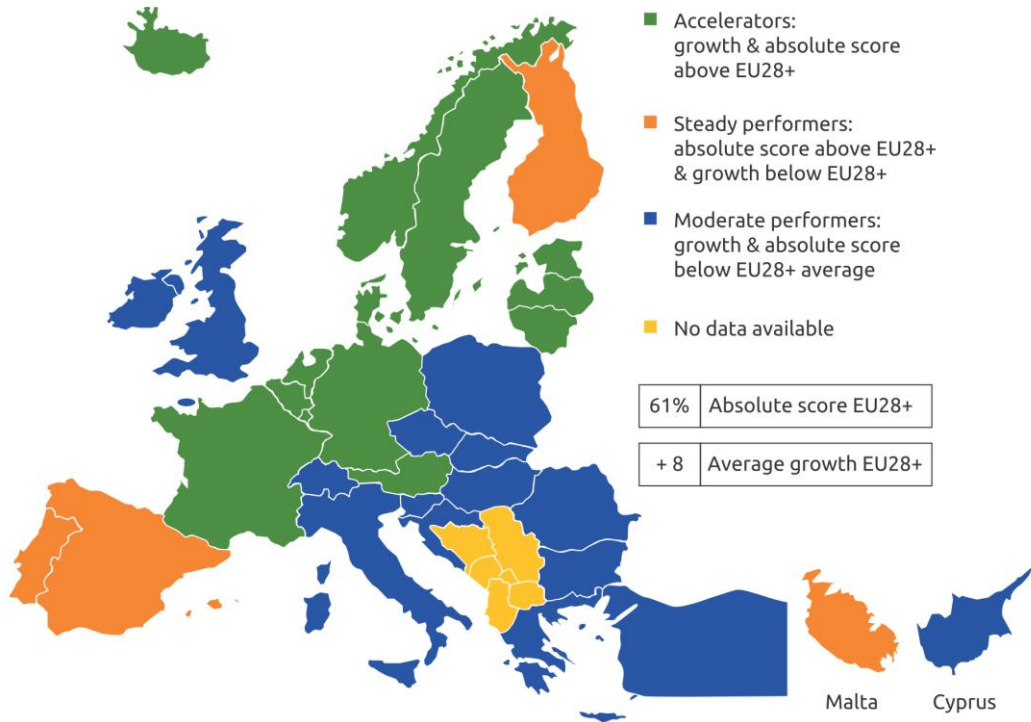 Accelerators:
growth & absolute score
above EU28+
Steady performers:
absolute score above EU28+
& growth below EU28+
Moderate performers:
growth & absolute score
below EU28+ average
No data available
61% Absolute score EU28+
+ 8 Average growth EU28+
Malta
Cyprus